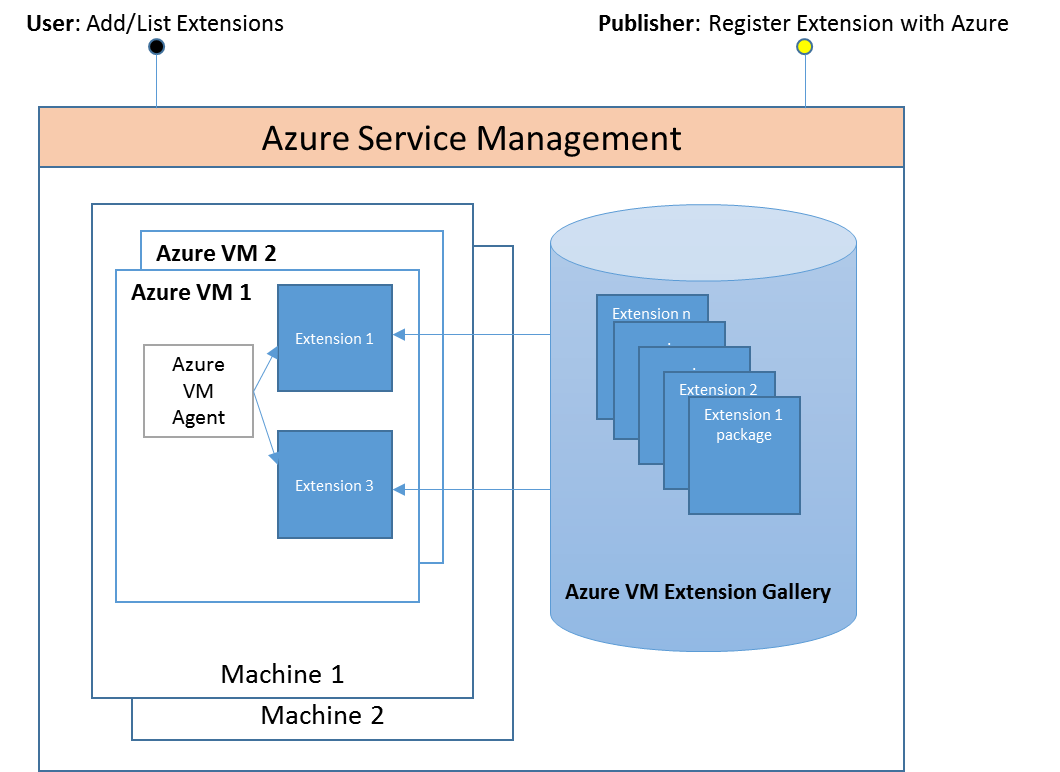 User: Add/List Extensions
Publisher: Register Extension with Azure
Azure Service Management
Azure VM 2
Azure VM 1
Extension 1
Azure
VM
Agent
Extension 3
Machine 1
Machine 2
Extension n
.
.
Extension 2
Extension 1
package
Azure VM Extension Gallery